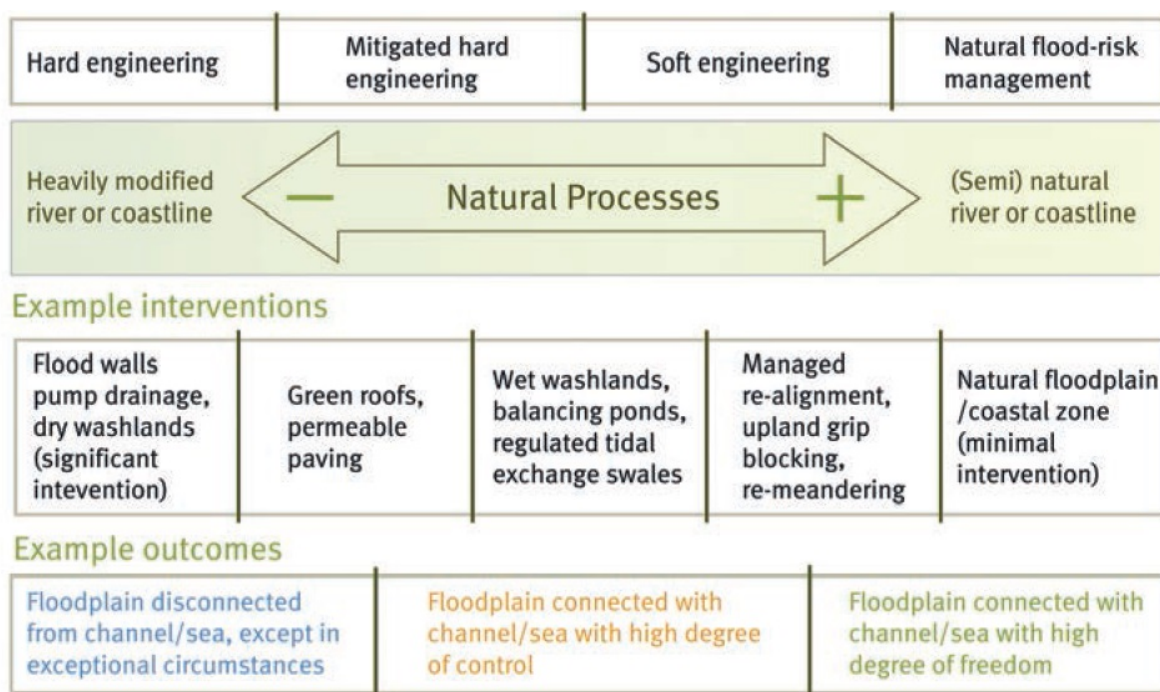 Hard engineering
Mitigated hard
engineering
Soft engineering
Natural flood-risk
management
Heavily modified
river or coastline
− Natural Processes +
(Semi) natural
river or coastline
Example interventions
Flood walls
pump drainage,
dry washlands
(significant
intevention)
Green roofs,
permeable
paving
Wet washlands,
balancing ponds,
regulated tidal
exchange swales
Managed
re-alignment,
upland grip
blocking,
re-meandering
Natural floodplain
/coastal zone
(minimal
intervention)
Example outcomes
Floodplain disconnected
from channel/sea, except in
exceptional circumstances
Floodplain connected with
channel/sea with high degree
of control
Floodplain connected with
channel/sea with high
degree of freedom